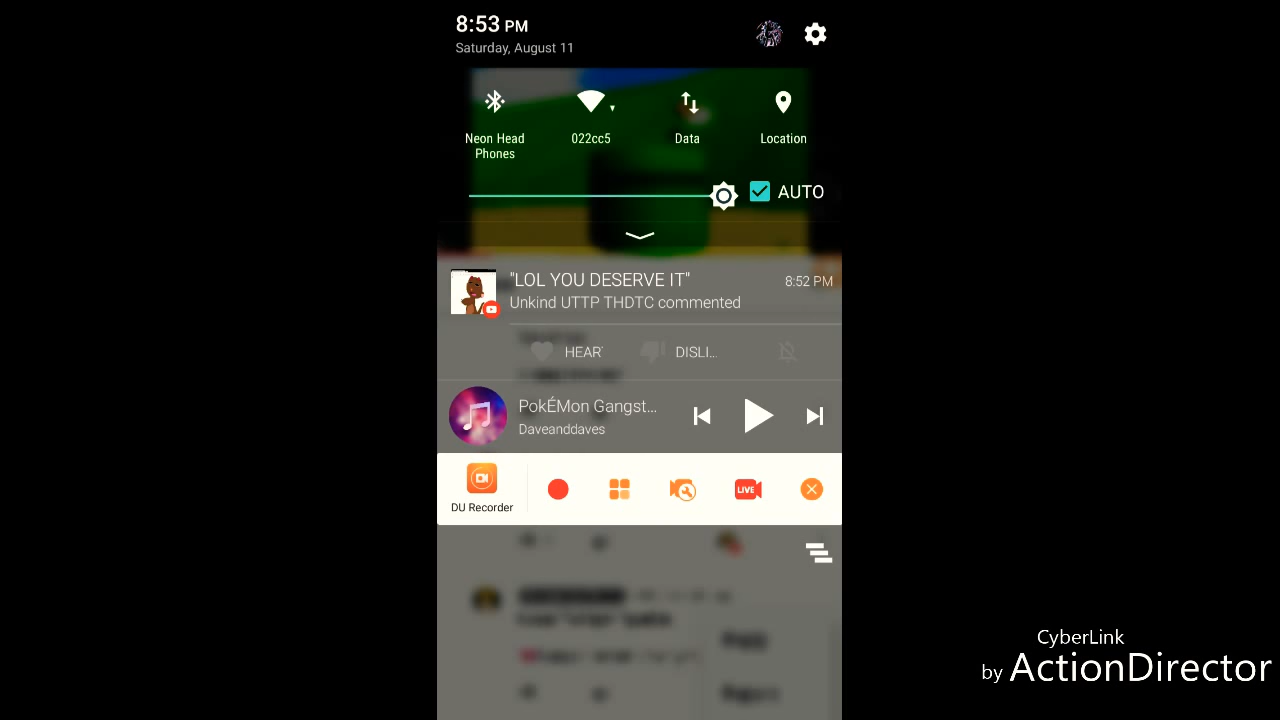 8:53 PM
Saturday, August 11
Neon Head
Phones
022cc5
Data
Location
AUTO
"LOL YOU DESERVE IT"
8:52 PM
Unkind UTTP THDTC commented
HEAR
DISLI...
PokÉMon Gangst...
Daveanddaves
DU Recorder
LIVE
CyberLink
by ActionDirector